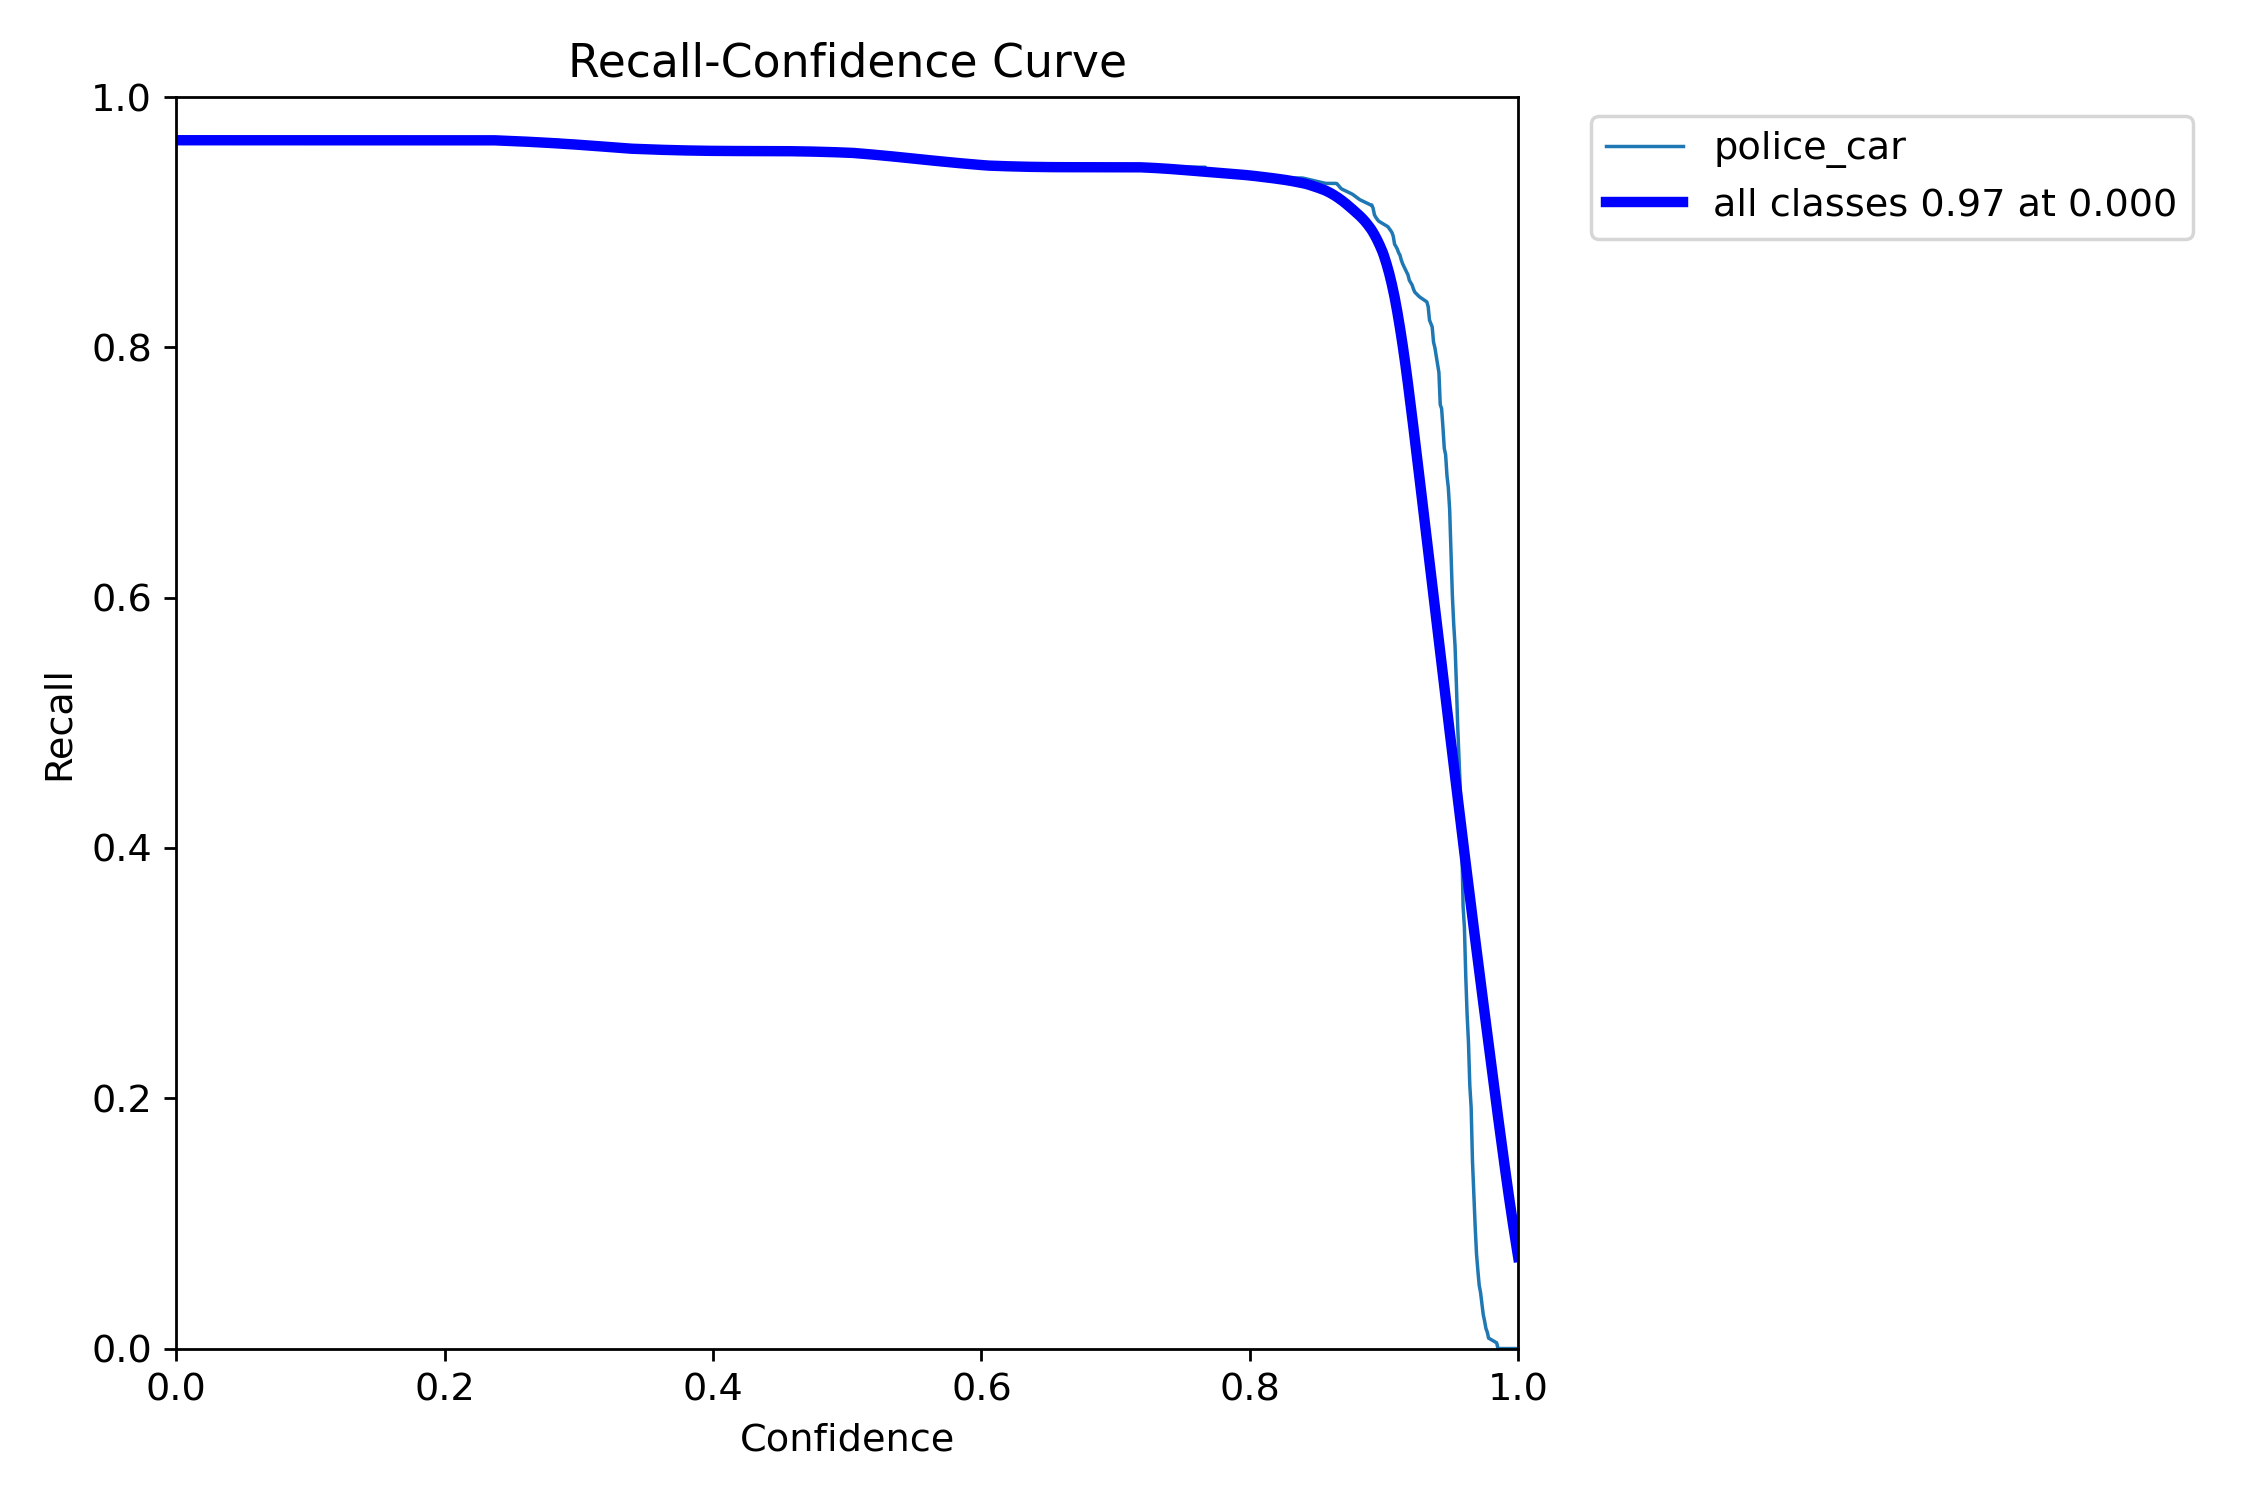 Recall-Confidence Curve
1.0
0.8
0.6
0.4
0.2
0.0
Recall
0.0 0.2 0.4 0.6 0.8 1.0
Confidence
police_car
all classes 0.97 at 0.000